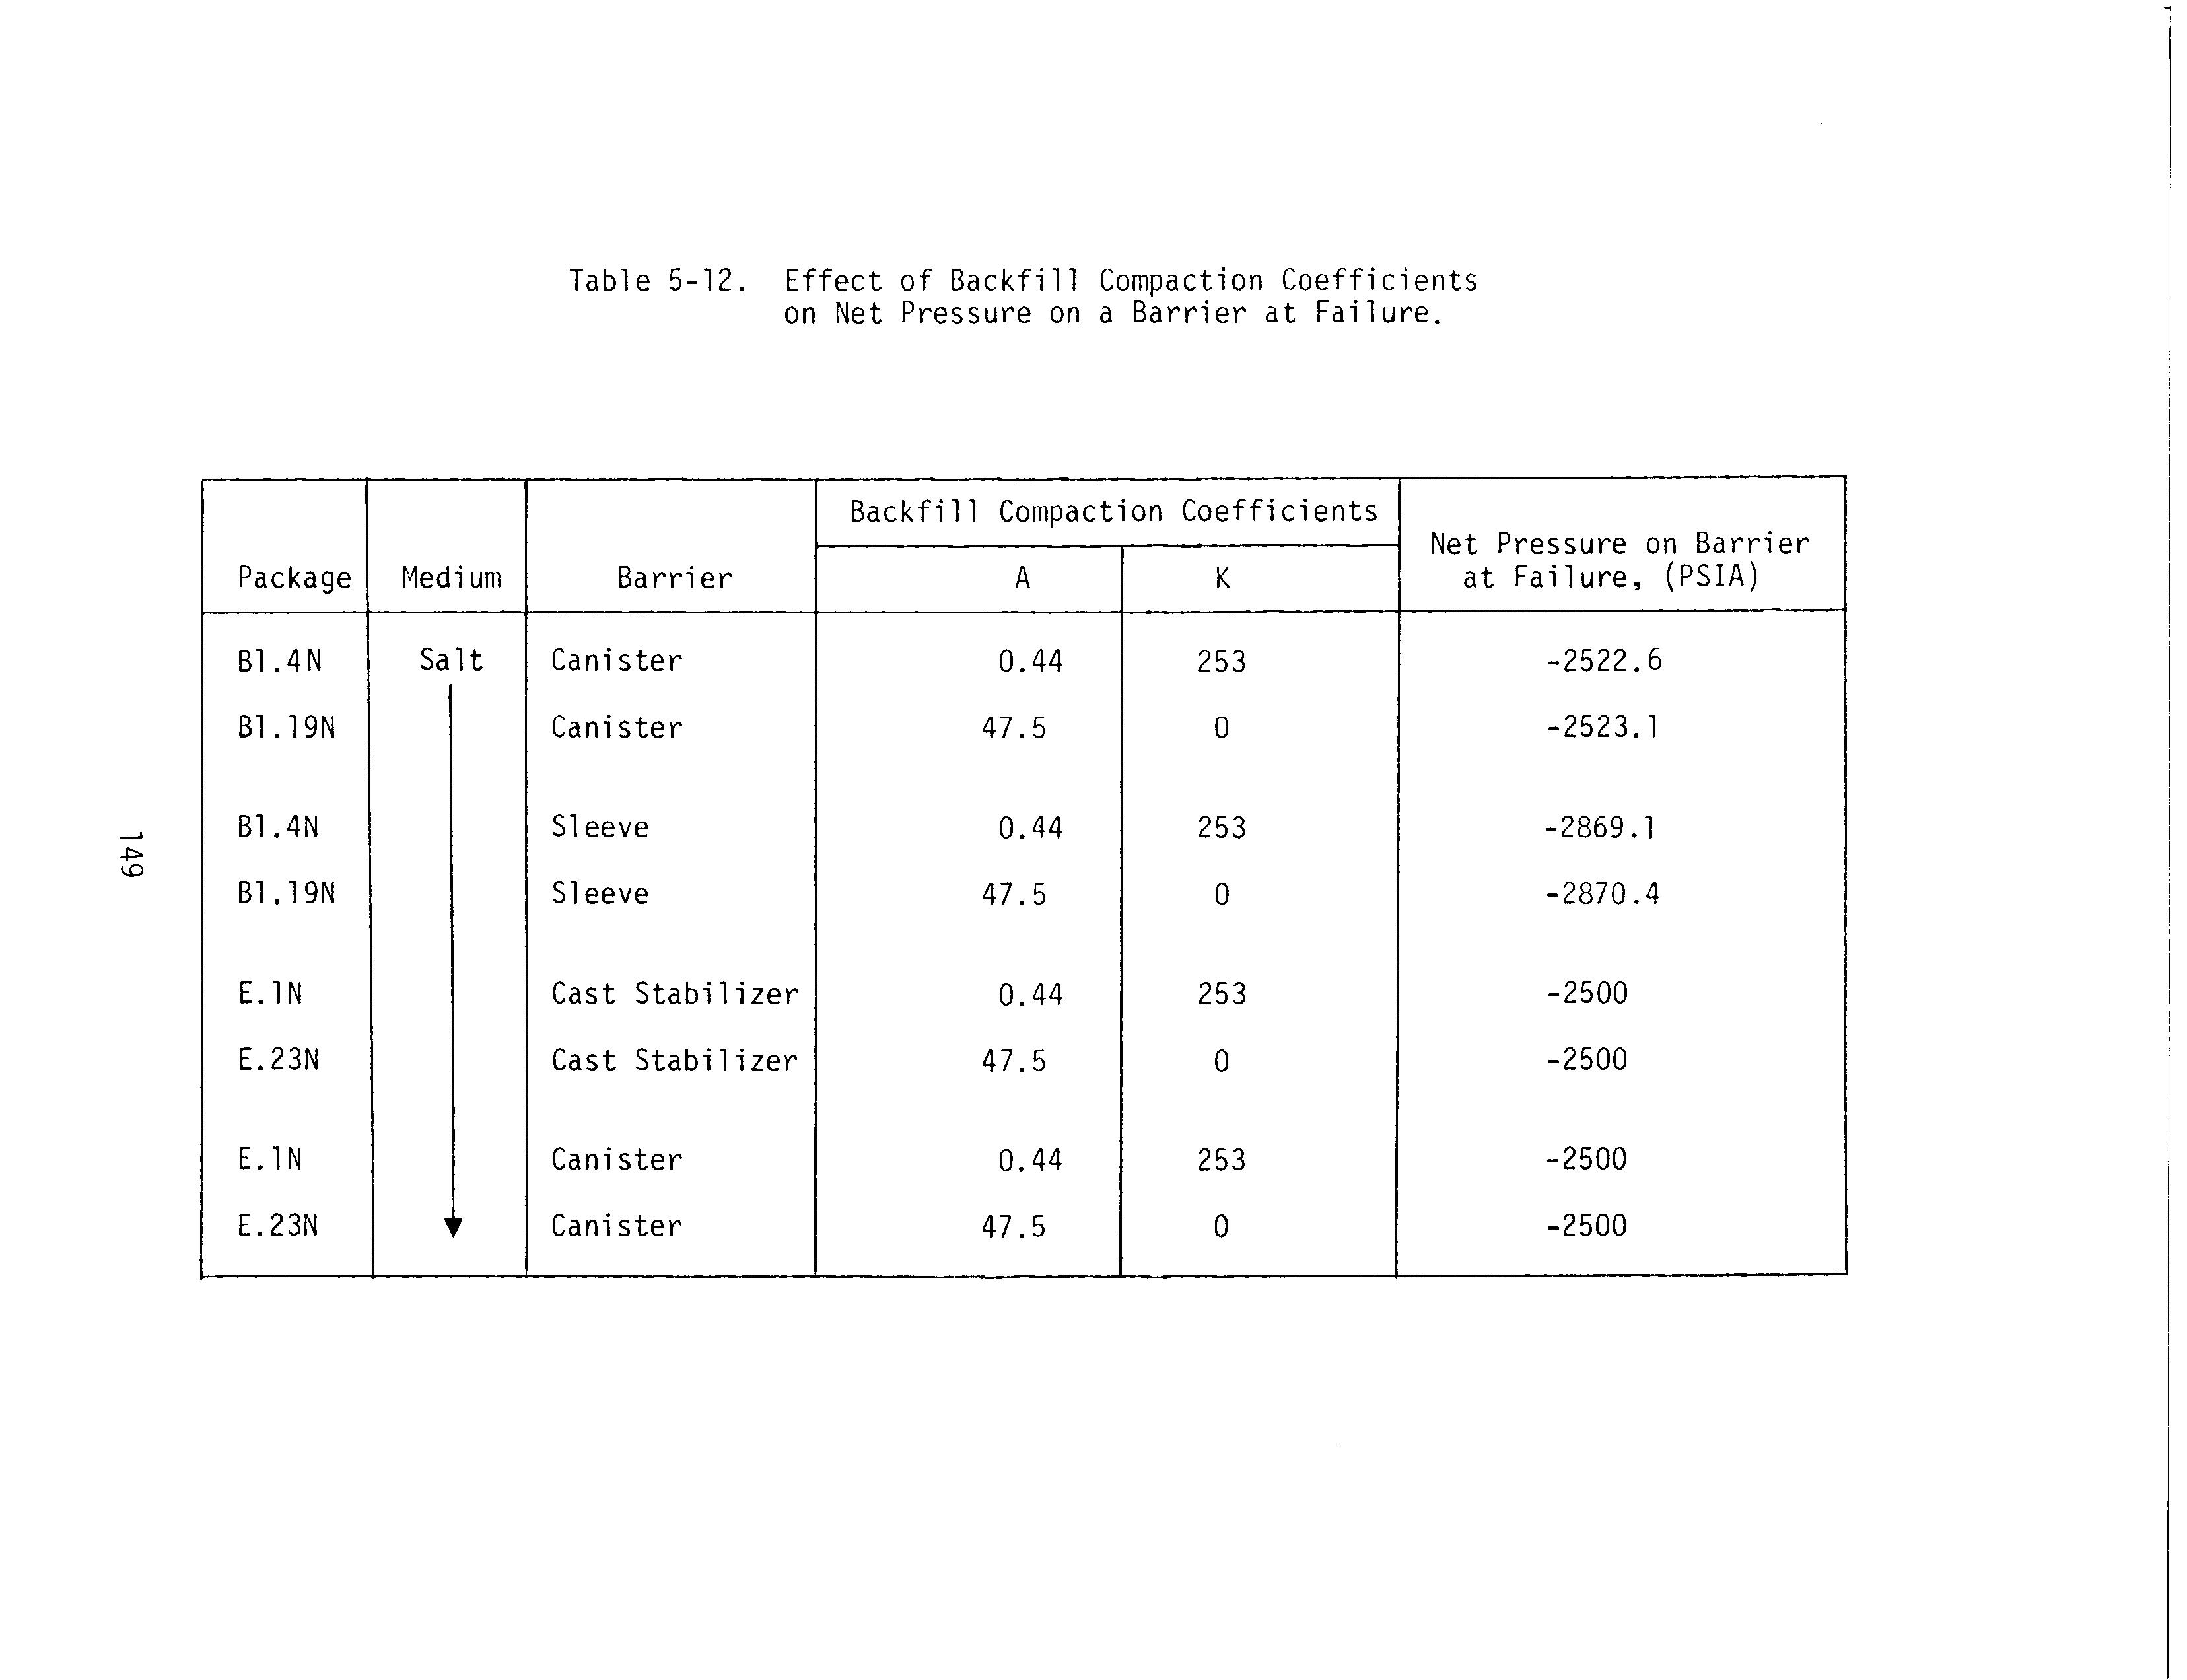 Table 5-12. Effect of Backfill Compaction Coefficients
on Net Pressure on a Barrier at Failure.
Backfill Compaction Coefficients
Net Pressure on Barrier
Package Medium Barrier A K at Failure, (PSIA)
B1.4N Salt Canister 0.44 253 -2522.6
B1.19N Canister 47.5 0 -2523.1
B1.4N Sleeve 0.44 253 -2869.1
B1.19N Sleeve 47.5 0 -2870.4
E.1N Cast Stabilizer 0.44 253 -2500
E.23N Cast Stabilizer 47.5 0 -2500
E.1N Canister 0.44 253 -2500
E.23N Canister 47.5 0 -2500
149